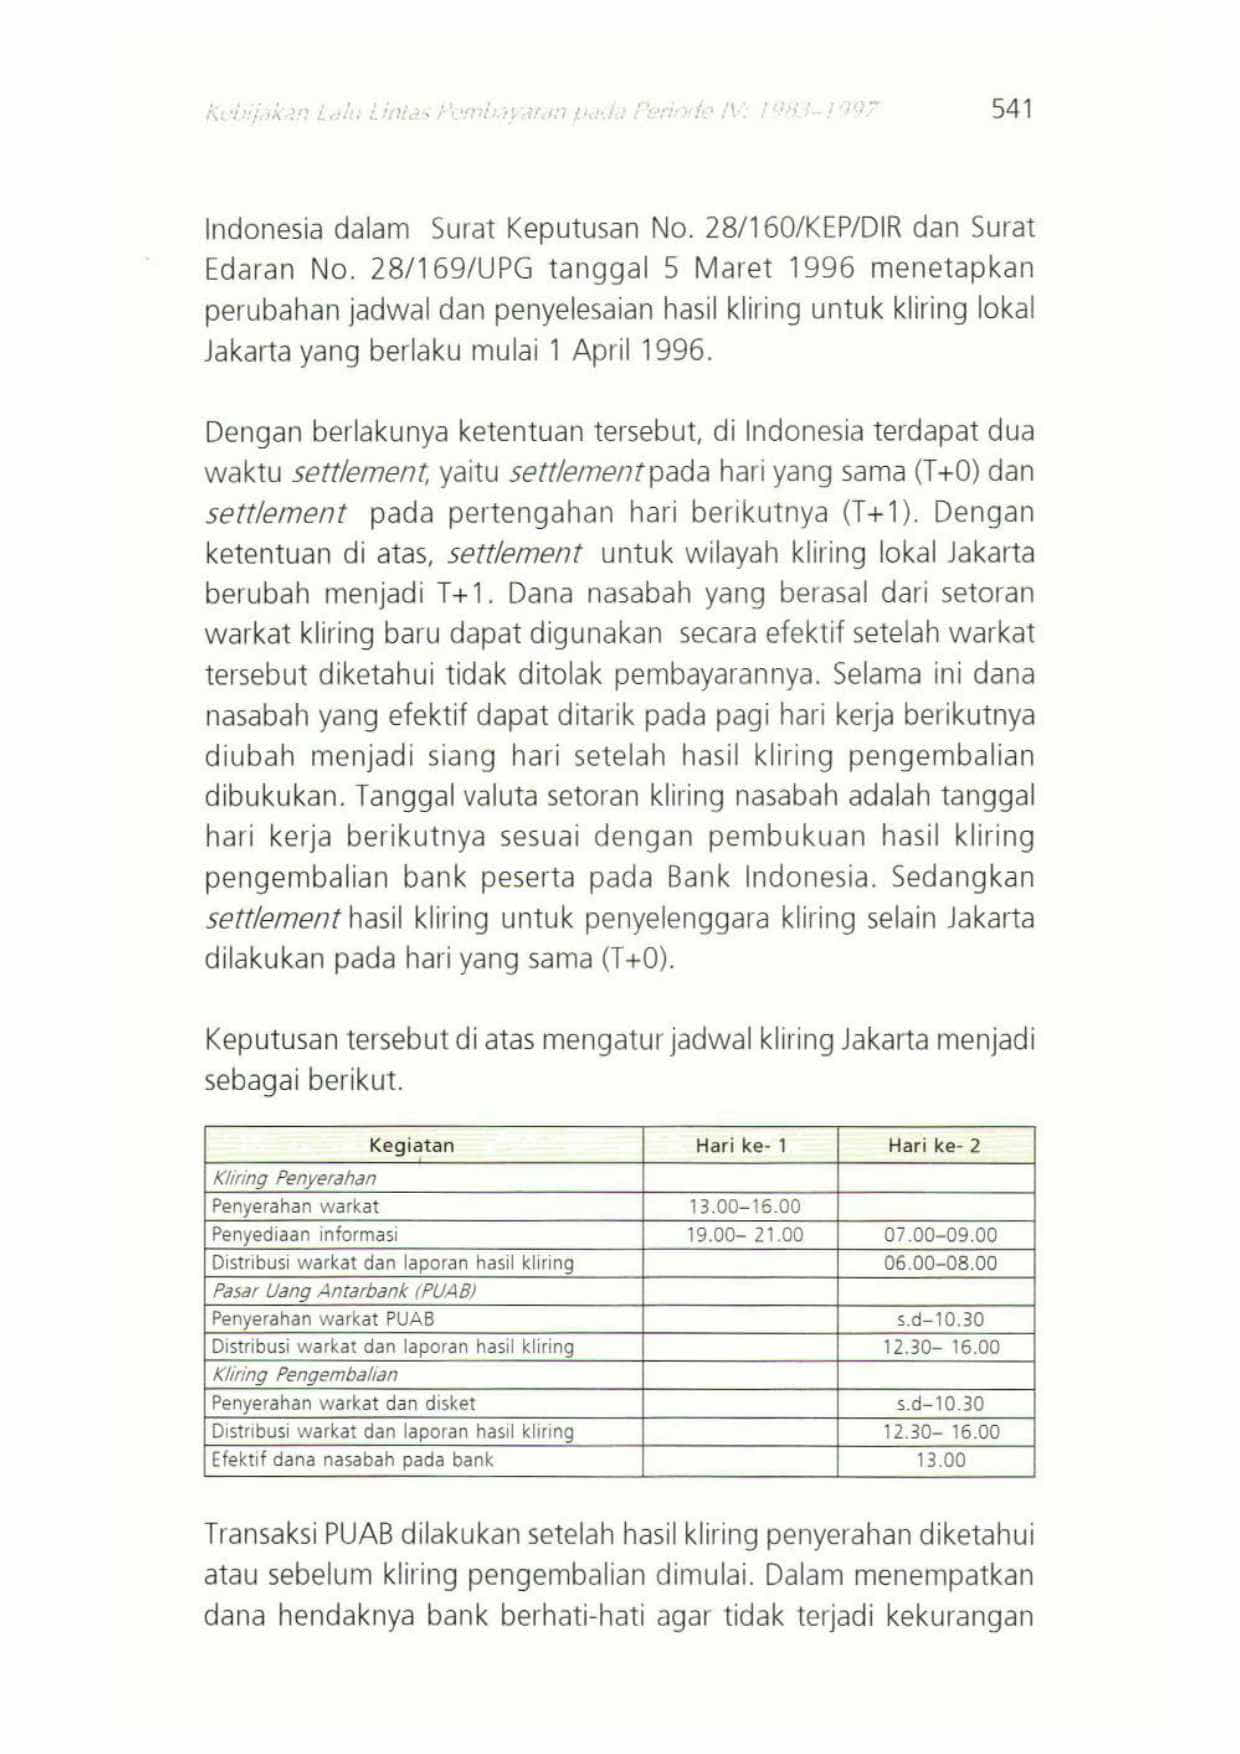 Kebijakan Lalu Lintas Pembayaran pada Periode IV: 1983–1997 541
Indonesia dalam Surat Keputusan No. 28/160/KEP/DIR dan Surat
Edaran No. 28/169/UPG tanggal 5 Maret 1996 menetapkan
perubahan jadwal dan penyelesaian hasil kliring untuk kliring lokal
Jakarta yang berlaku mulai 1 April 1996.
Dengan berlakunya ketentuan tersebut, di Indonesia terdapat dua
waktu settlement, yaitu settlement pada hari yang sama (T+0) dan
settlement pada pertengahan hari berikutnya (T+1). Dengan
ketentuan di atas, settlement untuk wilayah kliring lokal Jakarta
berubah menjadi T+1. Dana nasabah yang berasal dari setoran
warkat kliring baru dapat digunakan secara efektif setelah warkat
tersebut diketahui tidak ditolak pembayarannya. Selama ini dana
nasabah yang efektif dapat ditarik pada pagi hari kerja berikutnya
diubah menjadi siang hari setelah hasil kliring pengembalian
dibukukan. Tanggal valuta setoran kliring nasabah adalah tanggal
hari kerja berikutnya sesuai dengan pembukuan hasil kliring
pengembalian bank peserta pada Bank Indonesia. Sedangkan
settlement hasil kliring untuk penyelenggara kliring selain Jakarta
dilakukan pada hari yang sama (T+0).
Keputusan tersebut di atas mengatur jadwal kliring Jakarta menjadi
sebagai berikut.
Kegiatan Hari ke- 1 Hari ke- 2
Kliring Penyerahan
Penyerahan warkat 13.00–16.00
Penyediaan informasi 19.00– 21.00 07.00–09.00
Distribusi warkat dan laporan hasil kliring 06.00–08.00
Pasar Uang Antarbank (PUAB)
Penyerahan warkat PUAB s.d–10.30
Distribusi warkat dan laporan hasil kliring 12.30– 16.00
Kliring Pengembalian
Penyerahan warkat dan disket s.d–10.30
Distribusi warkat dan laporan hasil kliring 12.30– 16.00
Efektif dana nasabah pada bank 13.00
Transaksi PUAB dilakukan setelah hasil kliring penyerahan diketahui
atau sebelum kliring pengembalian dimulai. Dalam menempatkan
dana hendaknya bank berhati-hati agar tidak terjadi kekurangan